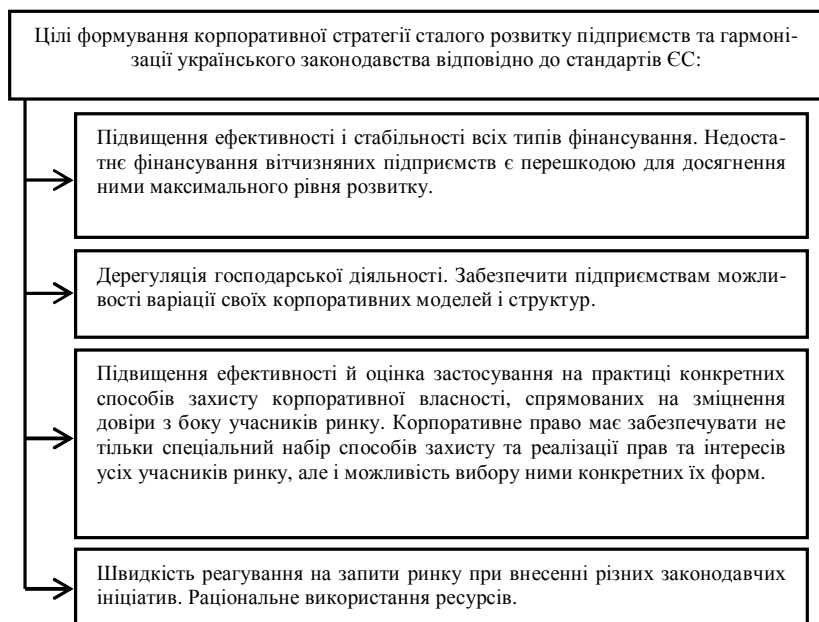 Цілі формування корпоративної стратегії сталого розвитку підприємств та гармоні-
зації українського законодавства відповідно до стандартів ЄС:
Підвищення ефективності і стабільності всіх типів фінансування. Недоста-
тнє фінансування вітчизняних підприємств є перешкодою для досягнення
ними максимального рівня розвитку.
Дерегуляція господарської діяльності. Забезпечити підприємствам можли-
вості варіації своїх корпоративних моделей і структур.
Підвищення ефективності й оцінка застосування на практиці конкретних
способів захисту корпоративної власності, спрямованих на зміцнення
довіри з боку учасників ринку. Корпоративне право має забезпечувати не
тільки спеціальний набір способів захисту та реалізації прав та інтересів
усіх учасників ринку, але і можливість вибору ними конкретних їх форм.
Швидкість реагування на запити ринку при внесенні різних законодавчих
ініціатив. Раціональне використання ресурсів.